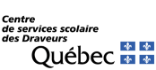 Centre
de services scolaire
des Draveurs
Québec